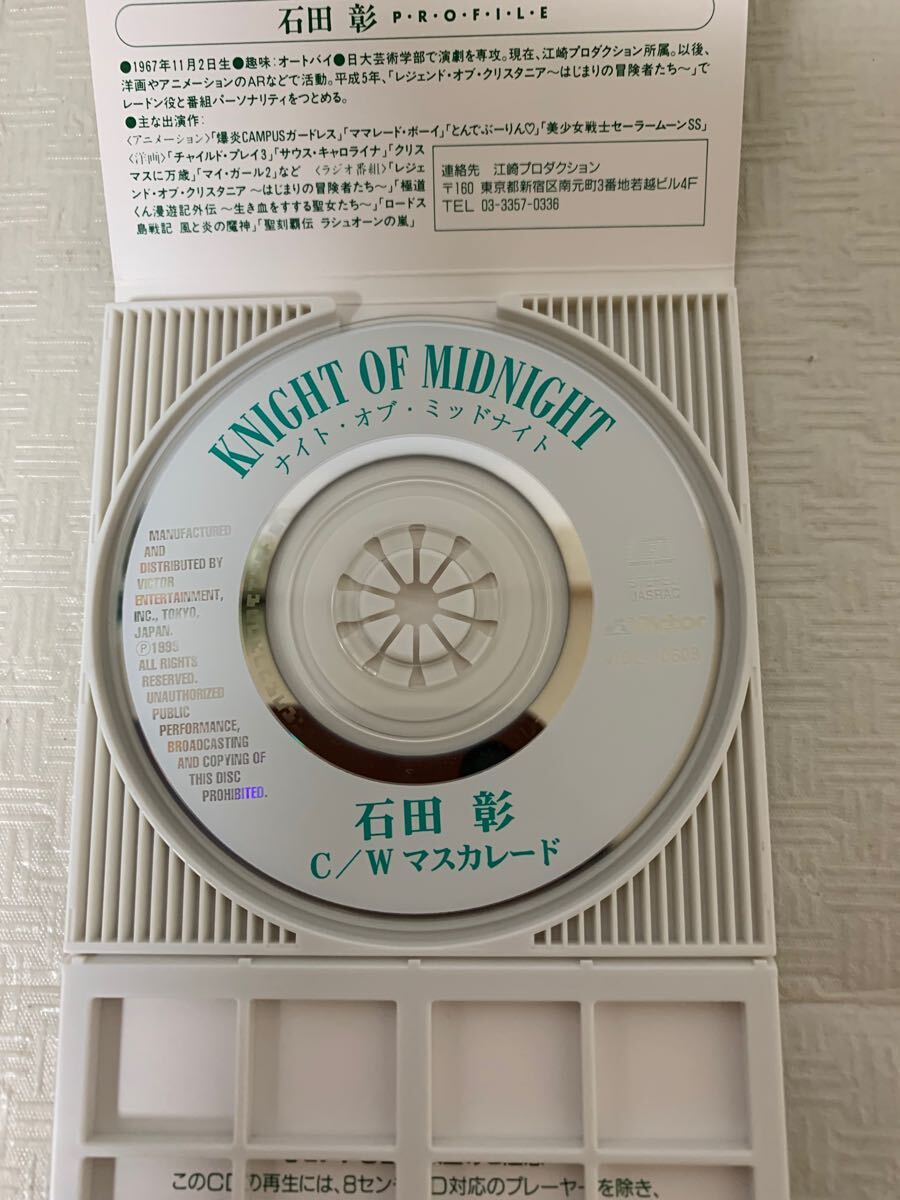 石田 彰 P・R・O・F・I・L・E
●1967年11月2日生●趣味:オートバイ●日大芸術学部で演劇を専攻。現在、江崎プロダクション所属。以後、
洋画やアニメーションのARなどで活動。平成5年、「レジェンド・オブ・クリスタニア〜はじまりの冒険者たち〜」で
レードン役と番組パーソナリティをつとめる。
●主な出演作:
〈アニメーション〉「爆炎CAMPUSガードレス」「ママレード・ボーイ」「とんでぶーりん♡」「美少女戦士セーラームーンSS」
〈洋画〉「チャイルド・プレイ3」「サウス・キャロライナ」「クリス
マスに万歳」「マイ・ガール2」など 〈ラジオ番組〉「レジェ
ンド・オブ・クリスタニア 〜はじまりの冒険者たち〜」「極道
くん漫遊記外伝 〜生き血をすする聖女たち〜」「ロードス
島戦記 風と炎の魔神」「聖刻覇伝 ラシュオーンの嵐」
連絡先 江崎プロダクション
〒160 東京都新宿区南元町3番地若越ビル4F
TEL 03-3357-0336
KNIGHT OF MIDNIGHT
ナイト・オブ・ミッドナイト
MANUFACTURED
AND
DISTRIBUTED BY
VICTOR
ENTERTAINMENT,
INC., TOKYO,
JAPAN.
Ⓟ1995
ALL RIGHTS
RESERVED.
UNAUTHORIZED
PUBLIC
PERFORMANCE,
BROADCASTING
AND COPYING OF
THIS DISC
PROHIBITED.
STEREO
JASRAC
Victor
石田 彰
C/W マスカレード
このCDの再生には、8セン D対応のプレーヤーを除き、